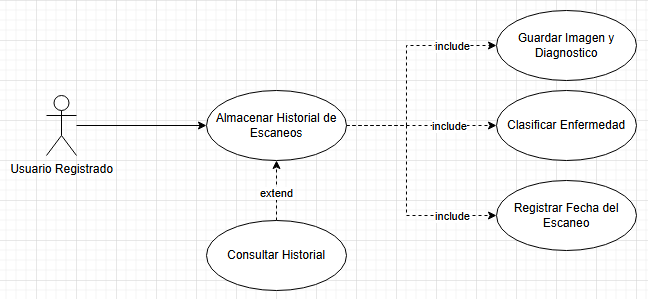 Guardar Imagen y
Diagnostico
include
Almacenar Historial de
Escaneos
include
Clasificar Enfermedad
Usuario Registrado
extend
include
Registrar Fecha del
Escaneo
Consultar Historial